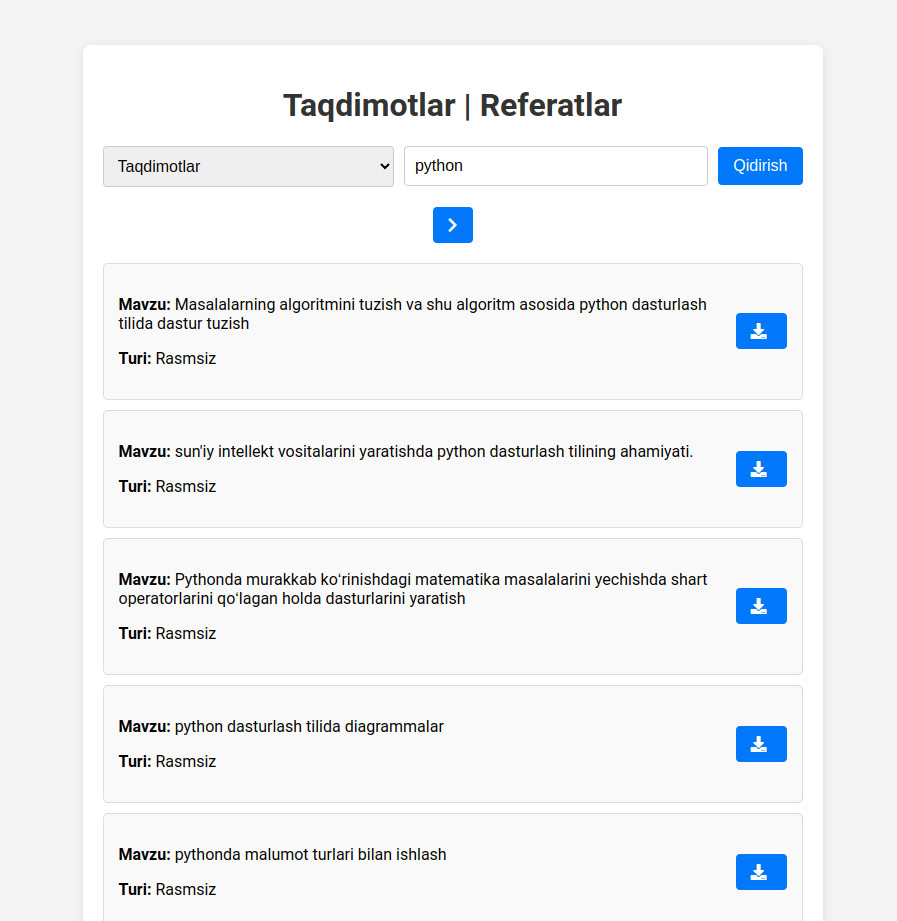 Taqdimotlar | Referatlar
Taqdimotlar
python
Qidirish
Mavzu: Masalalarning algoritmini tuzish va shu algoritm asosida python dasturlash
tilida dastur tuzish
Turi: Rasmsiz
Mavzu: sun'iy intellekt vositalarini yaratishda python dasturlash tilining ahamiyati.
Turi: Rasmsiz
Mavzu: Pythonda murakkab koʻrinishdagi matematika masalalarini yechishda shart
operatorlarini qoʻlagan holda dasturlarini yaratish
Turi: Rasmsiz
Mavzu: python dasturlash tilida diagrammalar
Turi: Rasmsiz
Mavzu: pythonda malumot turlari bilan ishlash
Turi: Rasmsiz